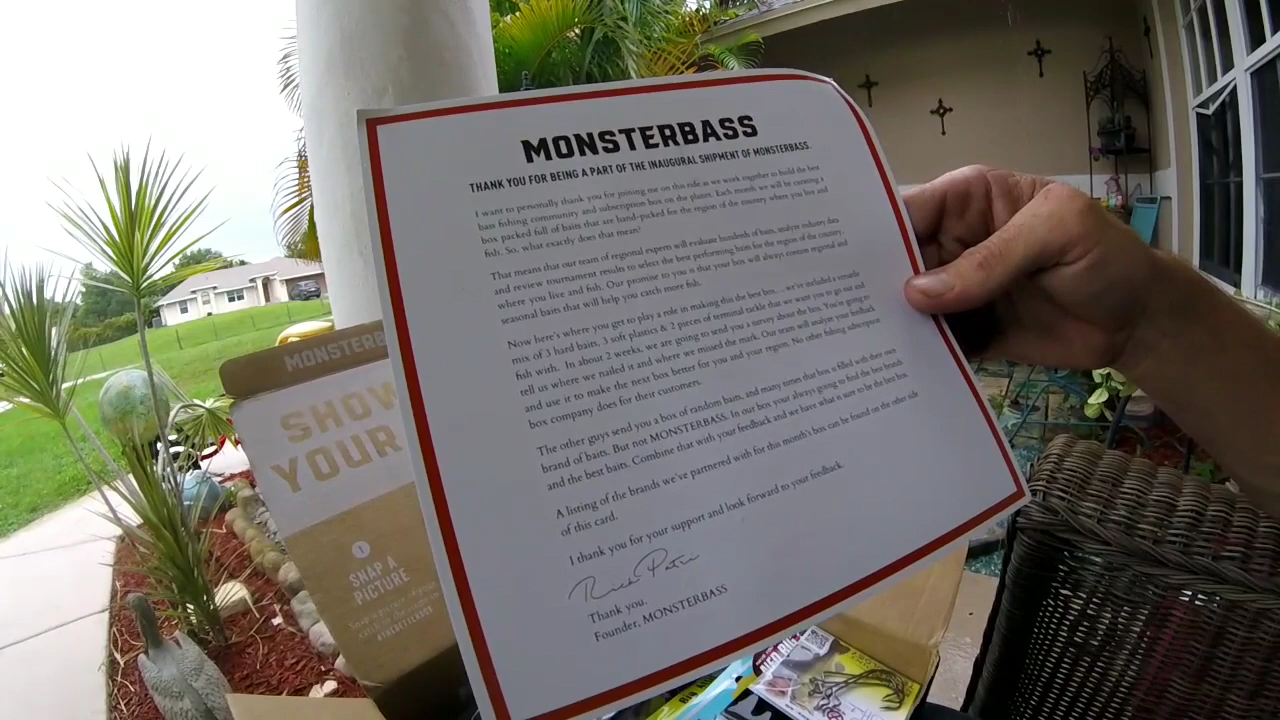 MONSTERBASS
THANK YOU FOR BEING A PART OF THE INAUGURAL SHIPMENT OF MONSTERBASS.
I want to personally thank you for joining me on this ride as we work together to build the best
bass fishing community and subscription box on the planet. Each month we will be curating a
box packed full of baits that are hand-picked for the region of the country where you live and
fish. So, what exactly does that mean?
That means that our team of regional experts will evaluate hundreds of baits, analyze industry data
and review tournament results to select the best performing baits for the region of the country,
where you live and fish. Our promise to you is that your box will always contain regional and
seasonal baits that will help you catch more fish.
Now here's where you get to play a role in making this the best box... we've included a versatile
mix of 3 hard baits, 3 soft plastics & 2 pieces of terminal tackle that we want you to go out and
fish with. In about 2 weeks, we are going to send you a survey about the box. You're going to
tell us where we nailed it and where we missed the mark. Our team will analyze your feedback
and use it to make the next box better for you and your region. No other fishing subscription
box company does for their customers.
The other guys send you a box of random baits, and many times that box is filled with their own
brand of baits. But not MONSTERBASS. In our box your always going to find the best brands
and the best baits. Combine that with your feedback and we have what is sure to be the best box.
A listing of the brands we've partnered with for this month's box can be found on the other side
of this card.
I thank you for your support and look forward to your feedback.
Rick Patri
Thank you.
Founder, MONSTERBASS
MONSTERB
SHOW
YOUR
1
SNAP A
PICTURE